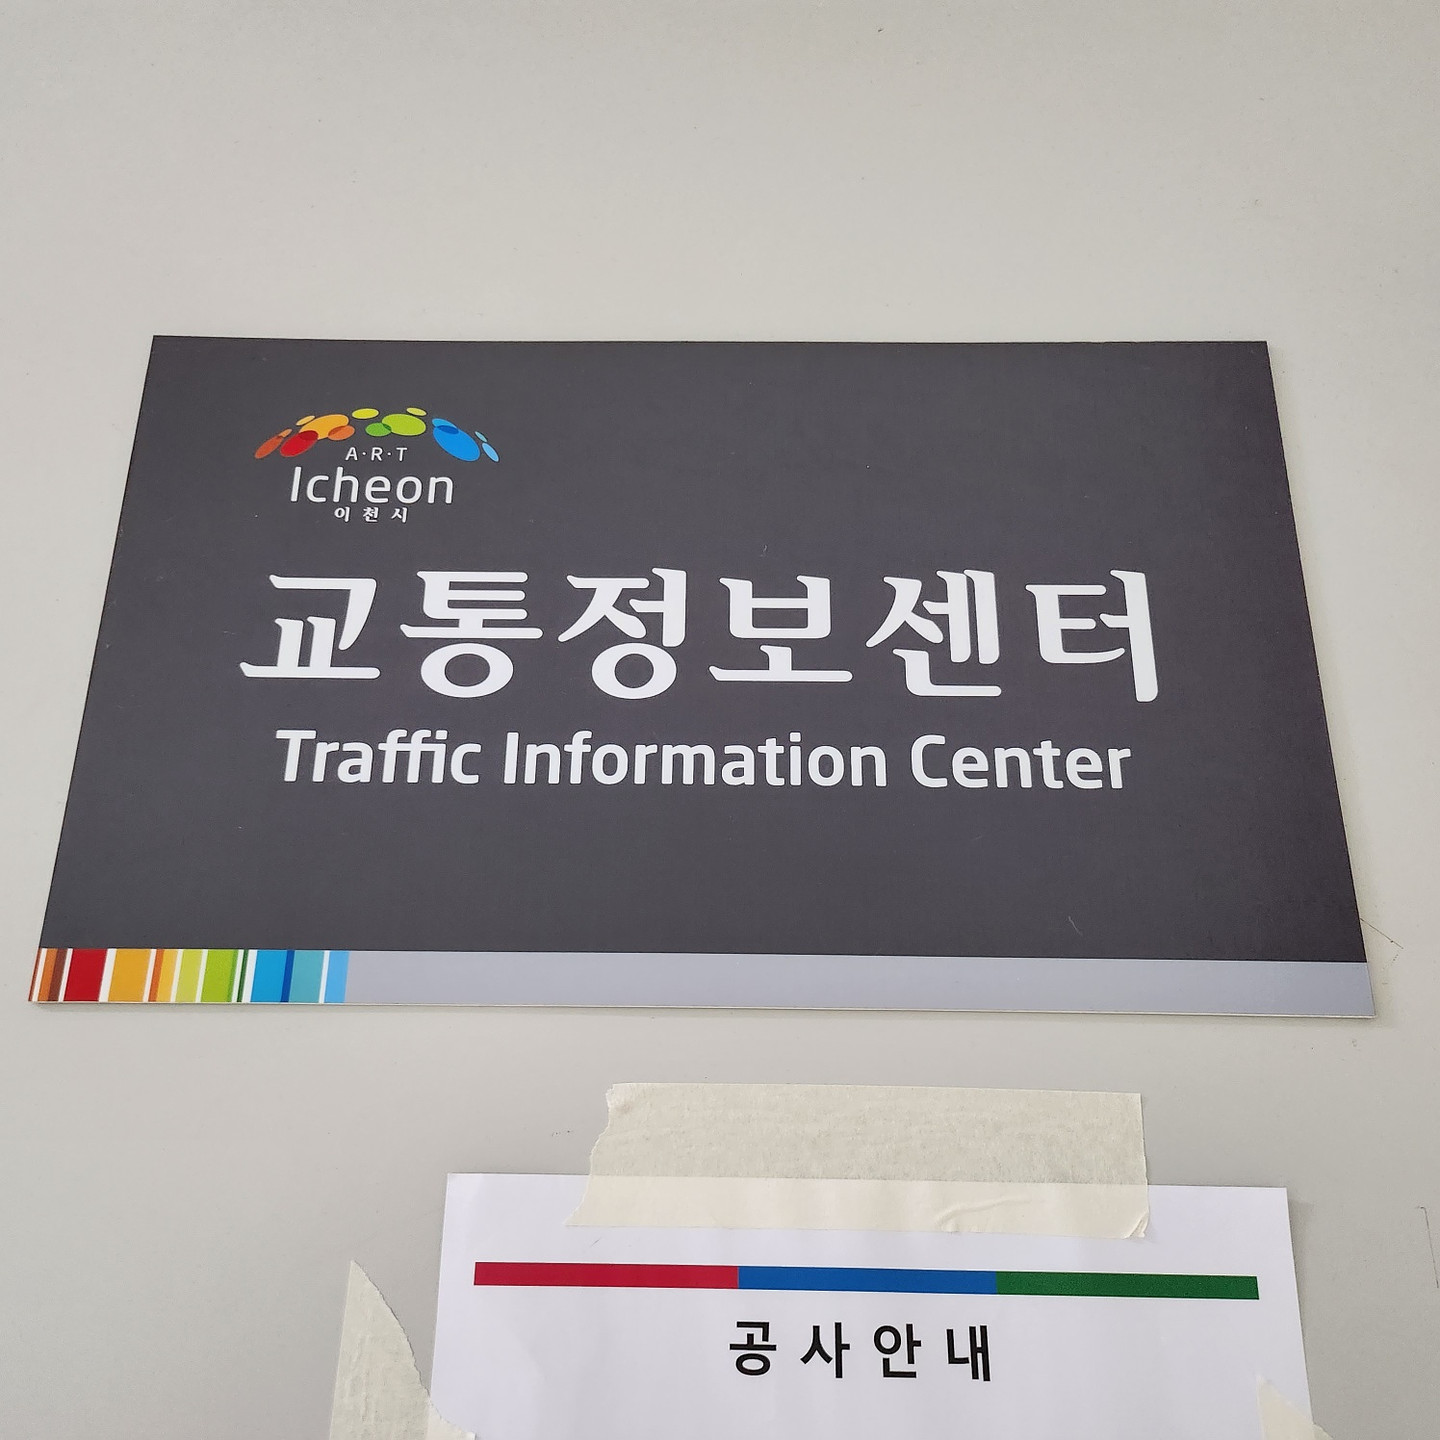 A·R·T
Icheon
이천시
교통정보센터
Traffic Information Center
공사안내